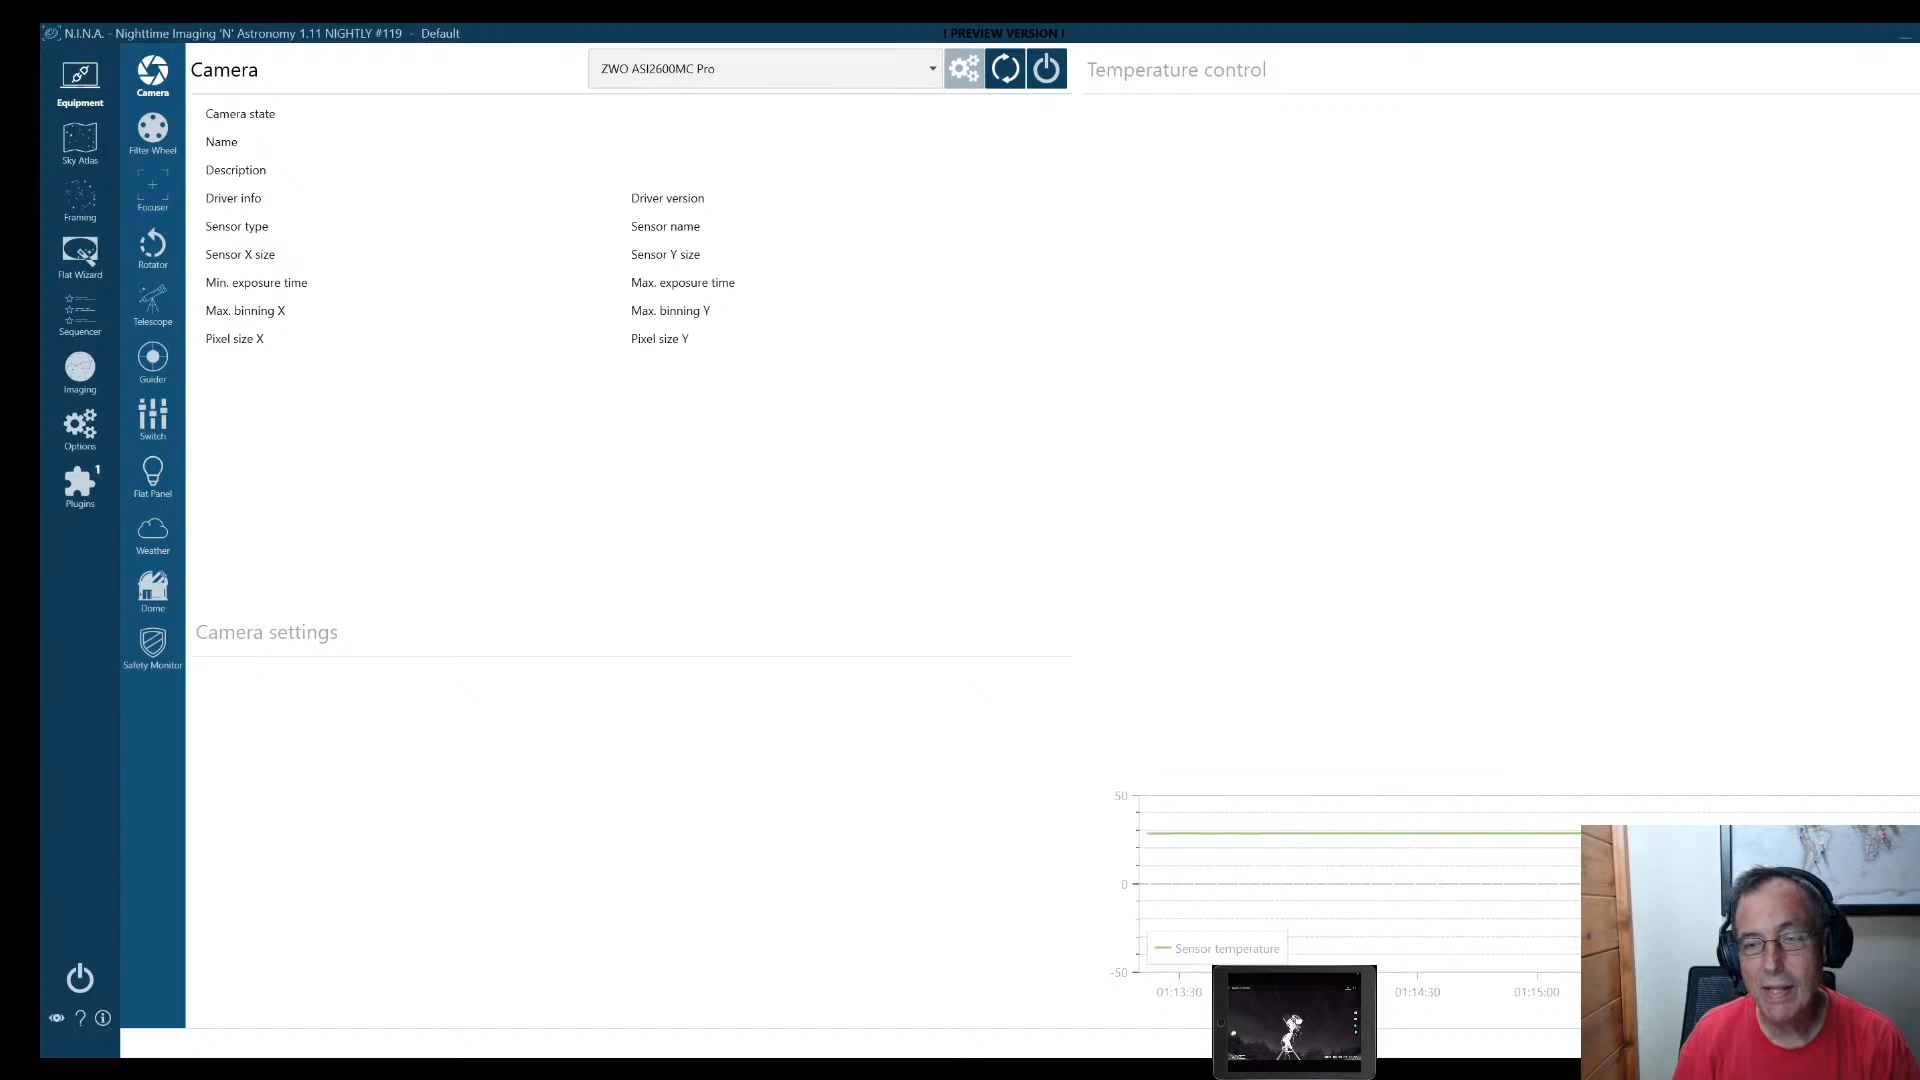 N.I.N.A. - Nighttime Imaging 'N' Astronomy 1.11 NIGHTLY #119 - Default
! PREVIEW VERSION !
Equipment
Sky Atlas
Framing
Flat Wizard
Sequencer
Imaging
Options
1
Plugins
Camera
Filter Wheel
Focuser
Rotator
Telescope
Guider
Switch
Flat Panel
Weather
Dome
Safety Monitor
Camera
ZWO ASI2600MC Pro
Camera state
Name
Description
Driver info Driver version
Sensor type Sensor name
Sensor X size Sensor Y size
Min. exposure time Max. exposure time
Max. binning X Max. binning Y
Pixel size X Pixel size Y
Camera settings
Temperature control
50
0
-50
Sensor temperature
01:13:30 01:14:30 01:15:00